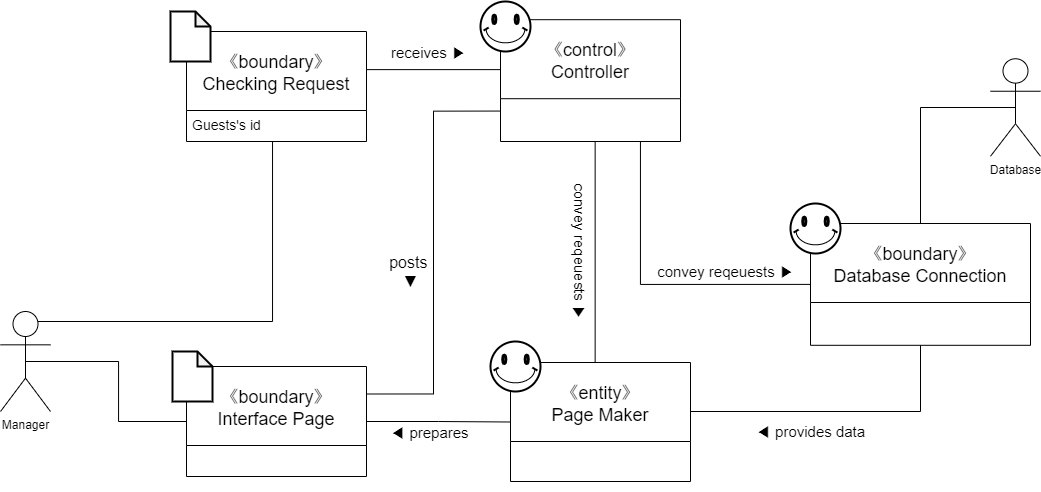 receives
《boundary》
Checking Request
Guests's id
《control》
Controller
Database
convey reqeuests
posts
convey reqeuests
《boundary》
Database Connection
Manager
《boundary》
Interface Page
prepares
《entity》
Page Maker
provides data